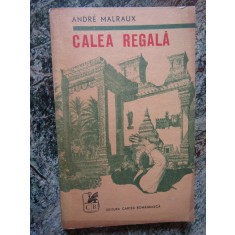 ANDRÉ MALRAUX
CALEA REGALĂ
EDITURA CARTEA ROMÂNEASCĂ